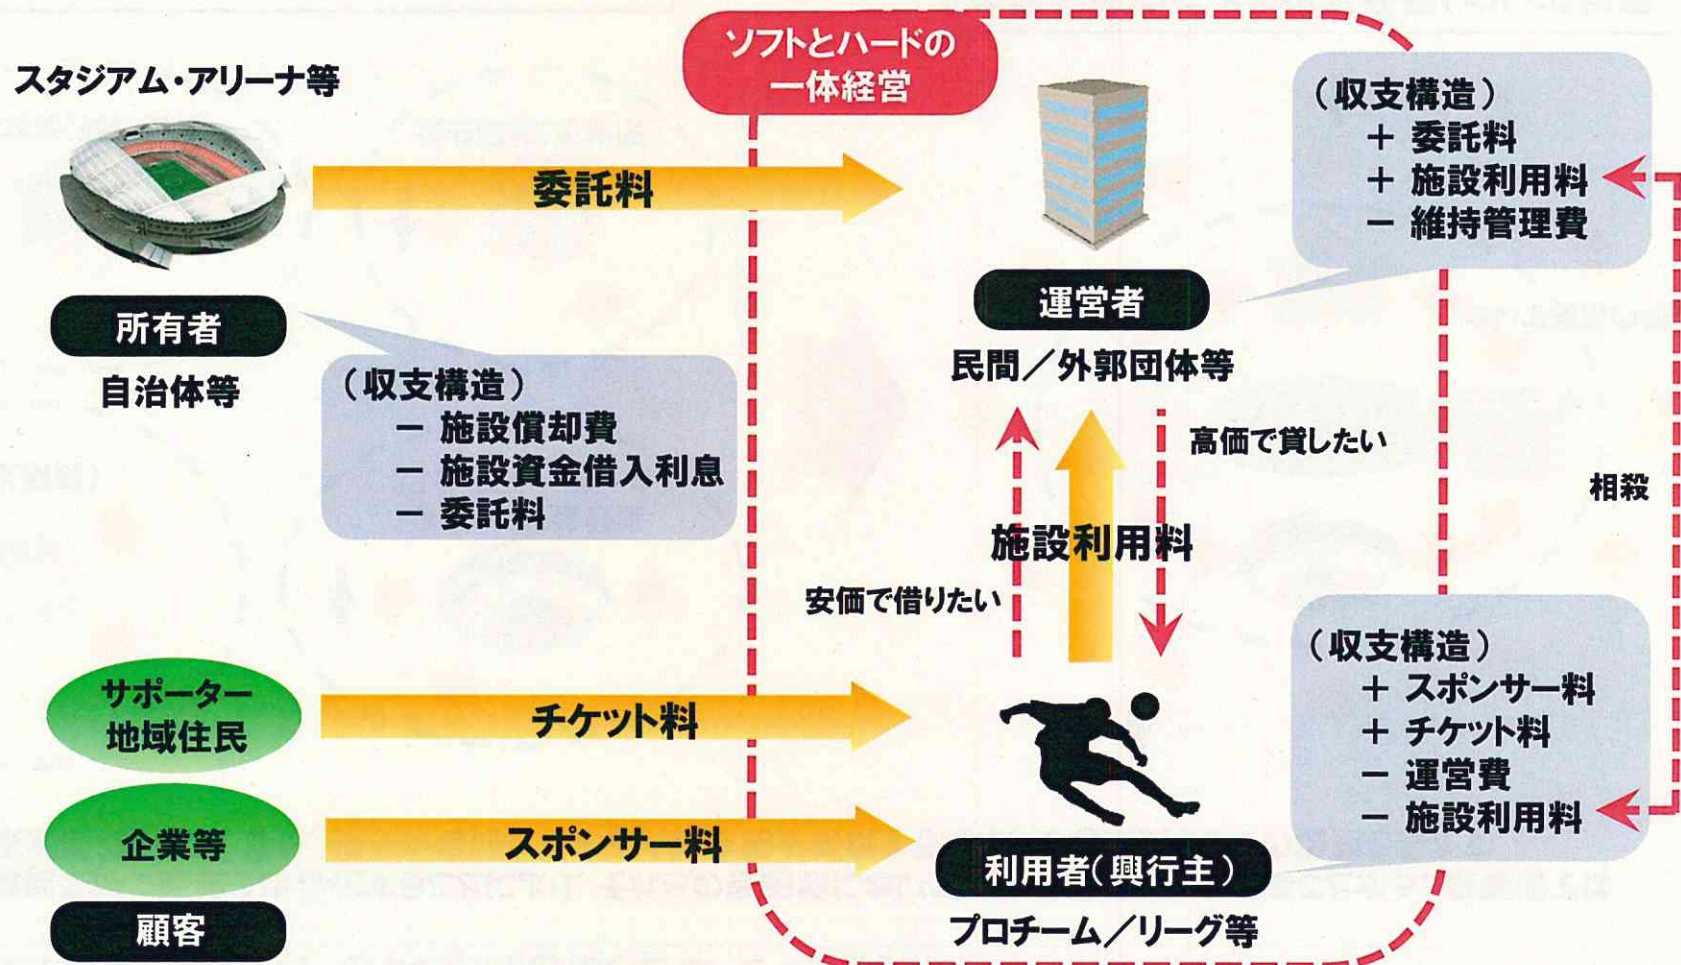 ソフトとハードの
一体経営
スタジアム・アリーナ等
(収支構造)
+ 委託料
+ 施設利用料
- 維持管理費
委託料
所有者
自治体等
運営者
民間/外郭団体等
(収支構造)
- 施設償却費
- 施設資金借入利息
- 委託料
高価で貸したい
施設利用料
安価で借りたい
相殺
サポーター
地域住民
チケット料
(収支構造)
+ スポンサー料
+ チケット料
- 運営費
- 施設利用料
企業等
スポンサー料
顧客
利用者(興行主)
プロチーム/リーグ等